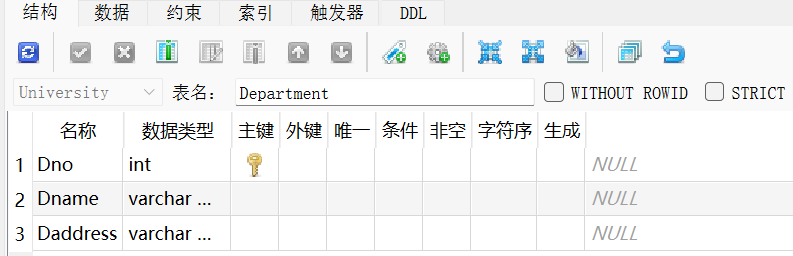 结构 数据 约束 索引 触发器 DDL
University 表名： Department WITHOUT ROWID STRICT
名称 数据类型 主键 外键 唯一 条件 非空 字符序 生成
1 Dno int NULL
2 Dname varchar ... NULL
3 Daddress varchar ... NULL